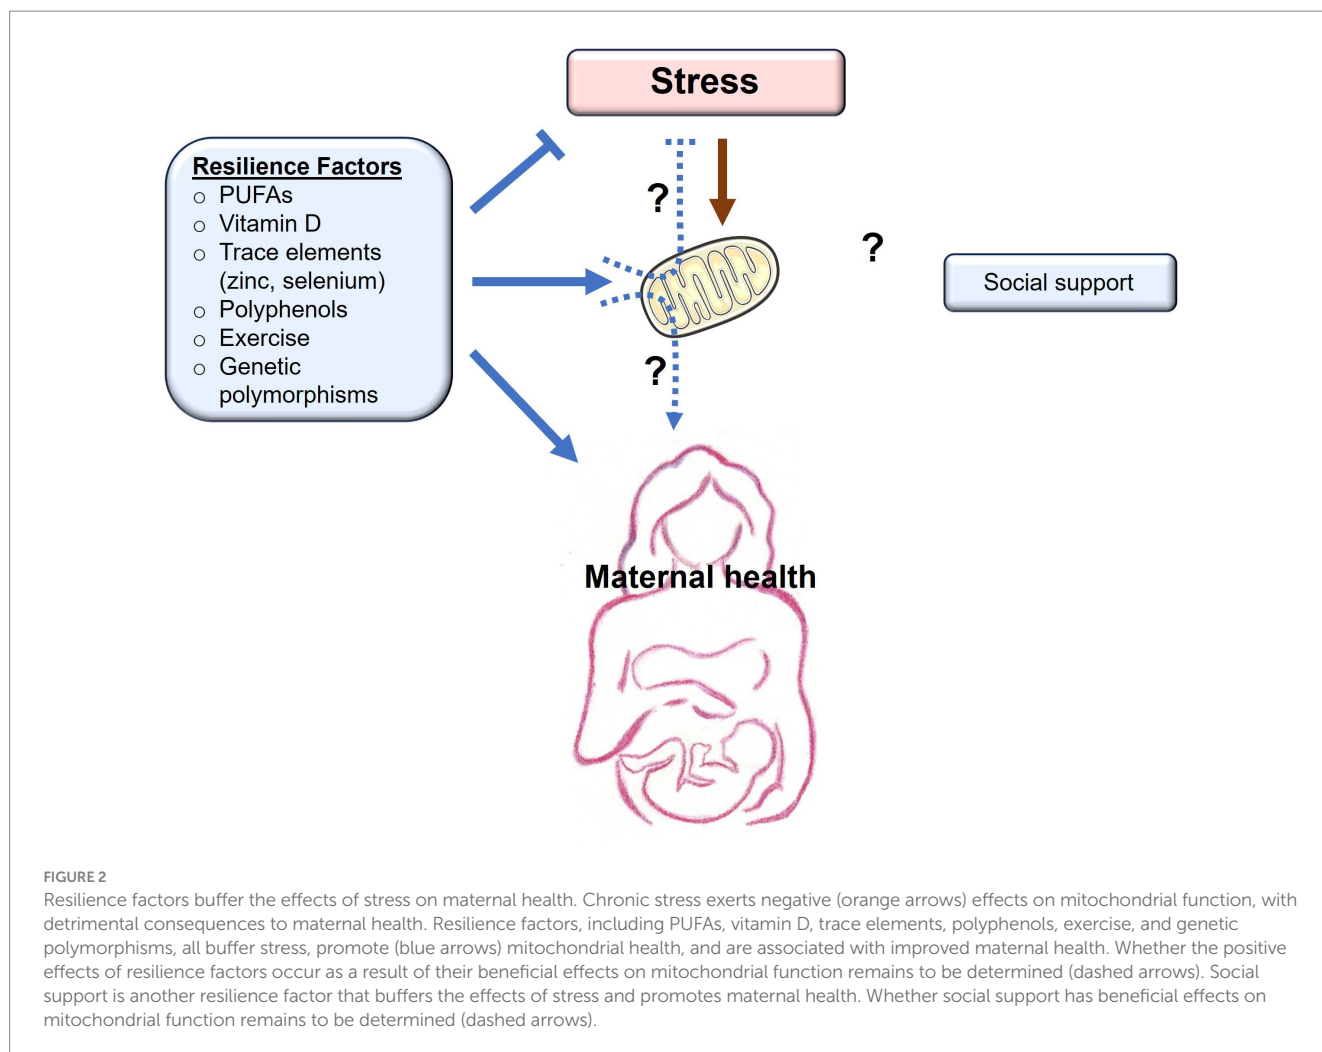 Stress
Resilience Factors
○ PUFAs
○ Vitamin D
○ Trace elements
(zinc, selenium)
○ Polyphenols
○ Exercise
○ Genetic
polymorphisms
?
?
Social support
?
Maternal health
FIGURE 2
Resilience factors buffer the effects of stress on maternal health. Chronic stress exerts negative (orange arrows) effects on mitochondrial function, with
detrimental consequences to maternal health. Resilience factors, including PUFAs, vitamin D, trace elements, polyphenols, exercise, and genetic
polymorphisms, all buffer stress, promote (blue arrows) mitochondrial health, and are associated with improved maternal health. Whether the positive
effects of resilience factors occur as a result of their beneficial effects on mitochondrial function remains to be determined (dashed arrows). Social
support is another resilience factor that buffers the effects of stress and promotes maternal health. Whether social support has beneficial effects on
mitochondrial function remains to be determined (dashed arrows).